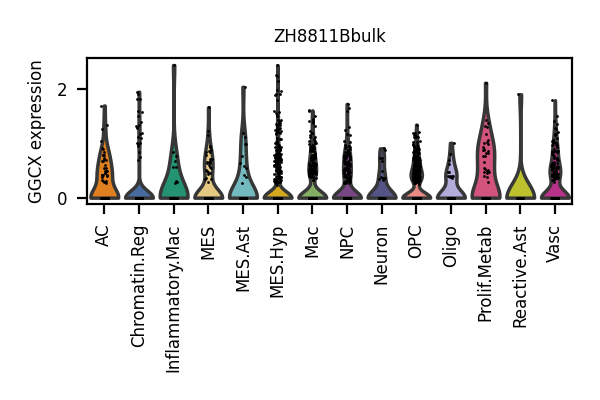 ZH8811Bbulk
GGCX expression
2
0
AC
Chromatin.Reg
Inflammatory.Mac
MES
MES.Ast
MES.Hyp
Mac
NPC
Neuron
OPC
Oligo
Prolif.Metab
Reactive.Ast
Vasc